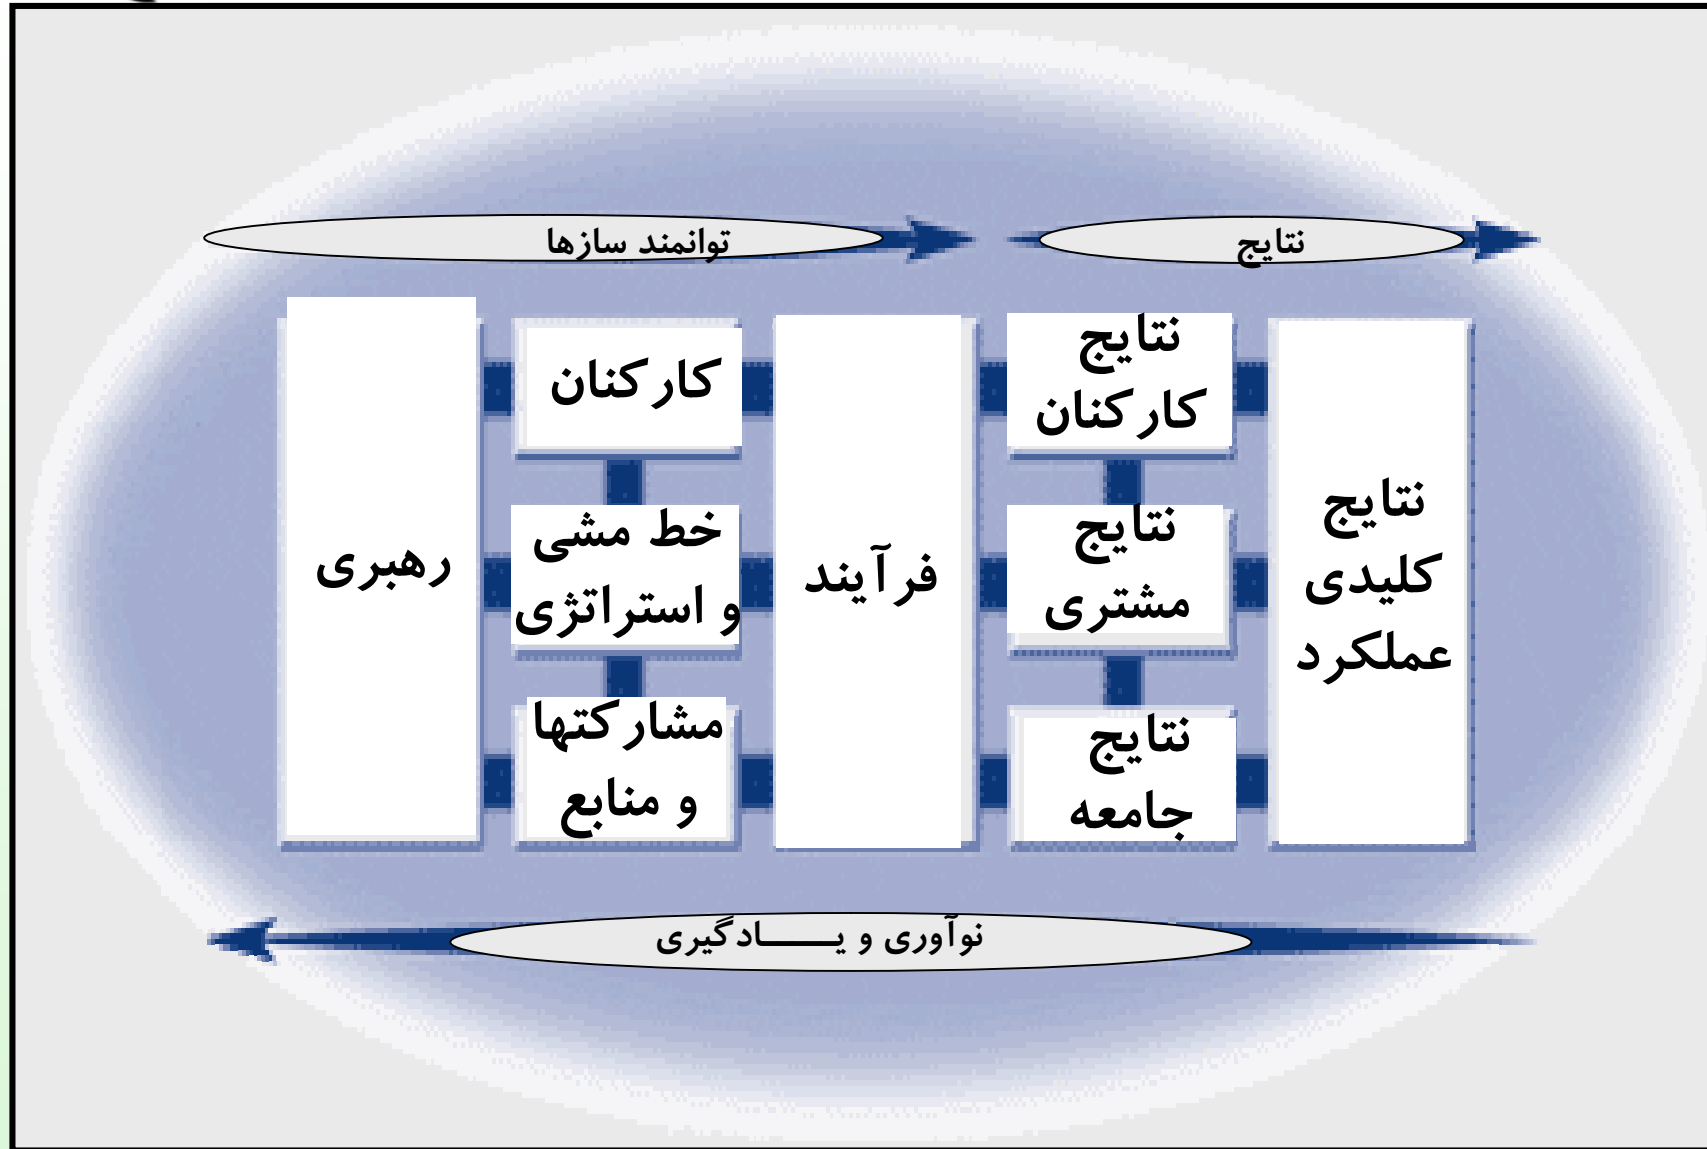 توانمند سازها
نتایج
رهبری
کارکنان
خط مشی
و استراتژی
مشارکتها
و منابع
فرآیند
نتایج
کارکنان
نتایج
مشتری
نتایج
جامعه
نتایج
کلیدی
عملکرد
نوآوری و یـــــادگیری